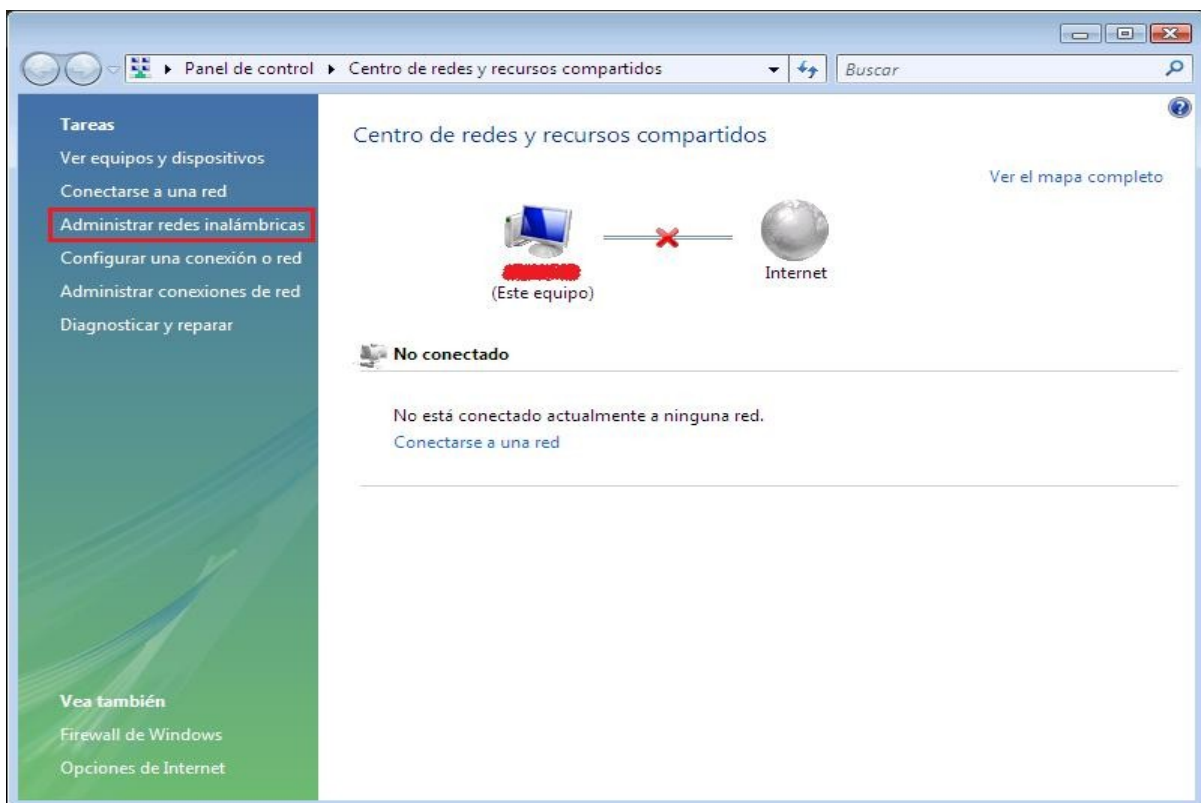 Panel de control
Centro de redes y recursos compartidos
Buscar
Tareas
Ver equipos y dispositivos
Conectarse a una red
Administrar redes inalámbricas
Configurar una conexión o red
Administrar conexiones de red
Diagnosticar y reparar
Vea también
Firewall de Windows
Opciones de Internet
Centro de redes y recursos compartidos
Ver el mapa completo
(Este equipo)
Internet
No conectado
No está conectado actualmente a ninguna red.
Conectarse a una red